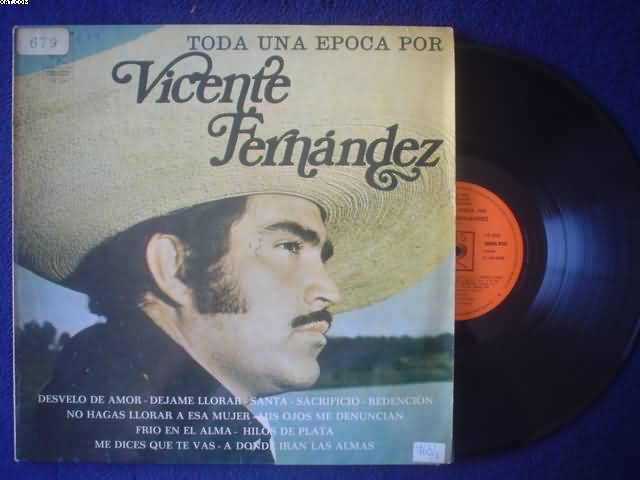 679
TODA UNA EPOCA POR
Vicente
Fernández
DESVELO DE AMOR - DEJAME LLORAR - SANTA - SACRIFICIO - REDENCION
NO HAGAS LLORAR A ESA MUJER - MIS OJOS ME DENUNCIAN
FRIO EN EL ALMA - HILOS DE PLATA
ME DICES QUE TE VAS - A DONDE IRAN LAS ALMAS